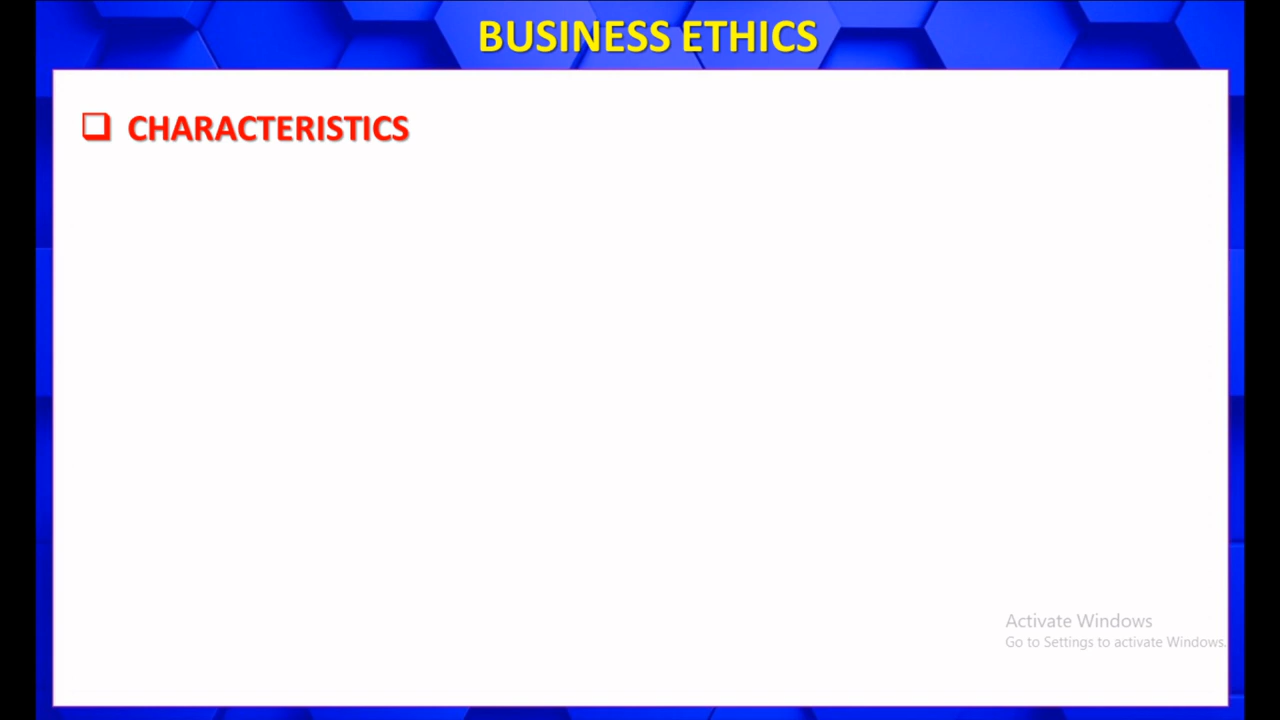 BUSINESS ETHICS
❑ CHARACTERISTICS
Activate Windows
Go to Settings to activate Windows.